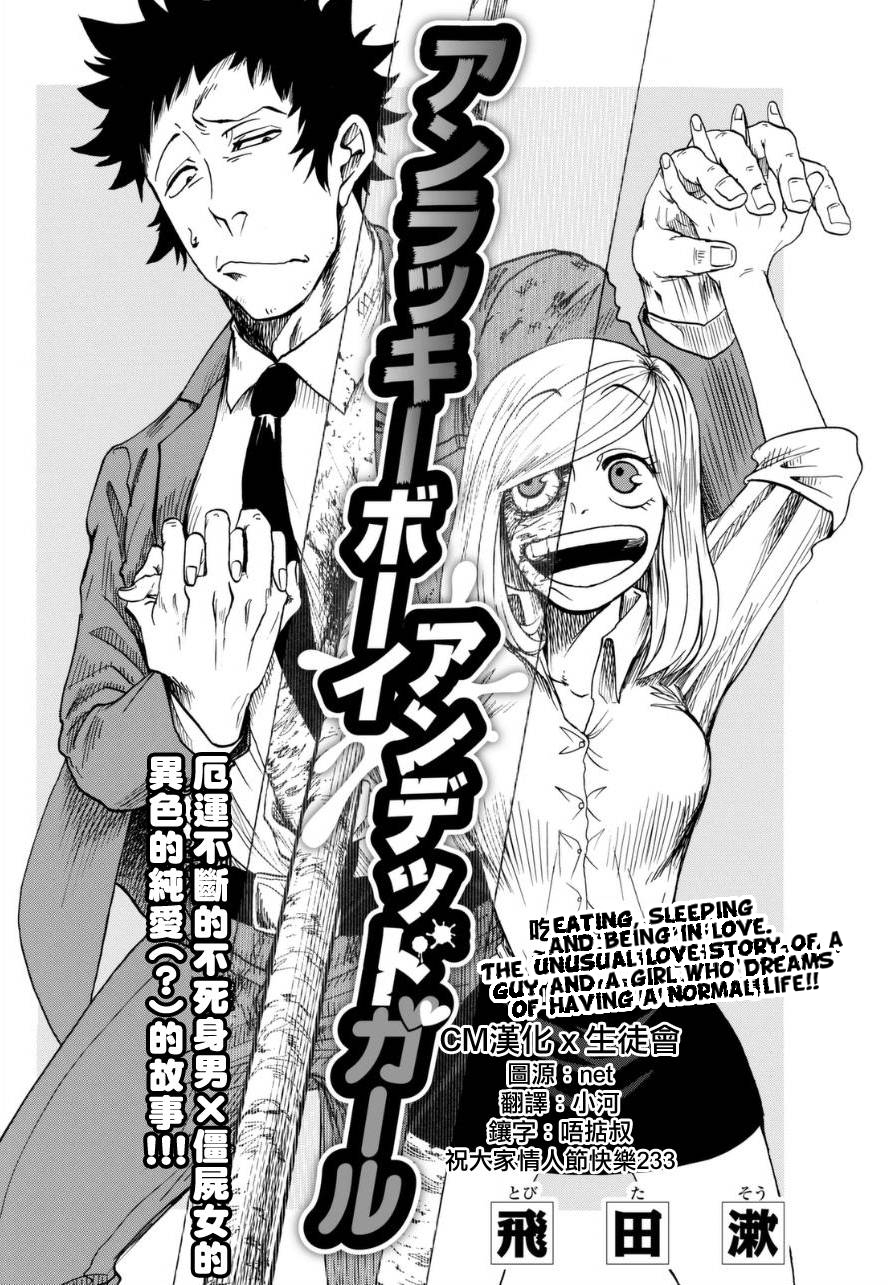 アンラッキーボーイ
アンデッドガール
厄運不斷的不死身男×僵屍女的
異色的純愛(?)的故事!!!
吃EATING, SLEEPING
AND BEING IN LOVE.
THE UNUSUAL LOVE STORY OF A
GUY AND A GIRL WHO DREAMS
OF HAVING A NORMAL LIFE!!
CM漢化 x 生徒會
圖源：net
翻譯：小河
鑲字：唔掂叔
祝大家情人節快樂233
とび た そう
飛 田 漱